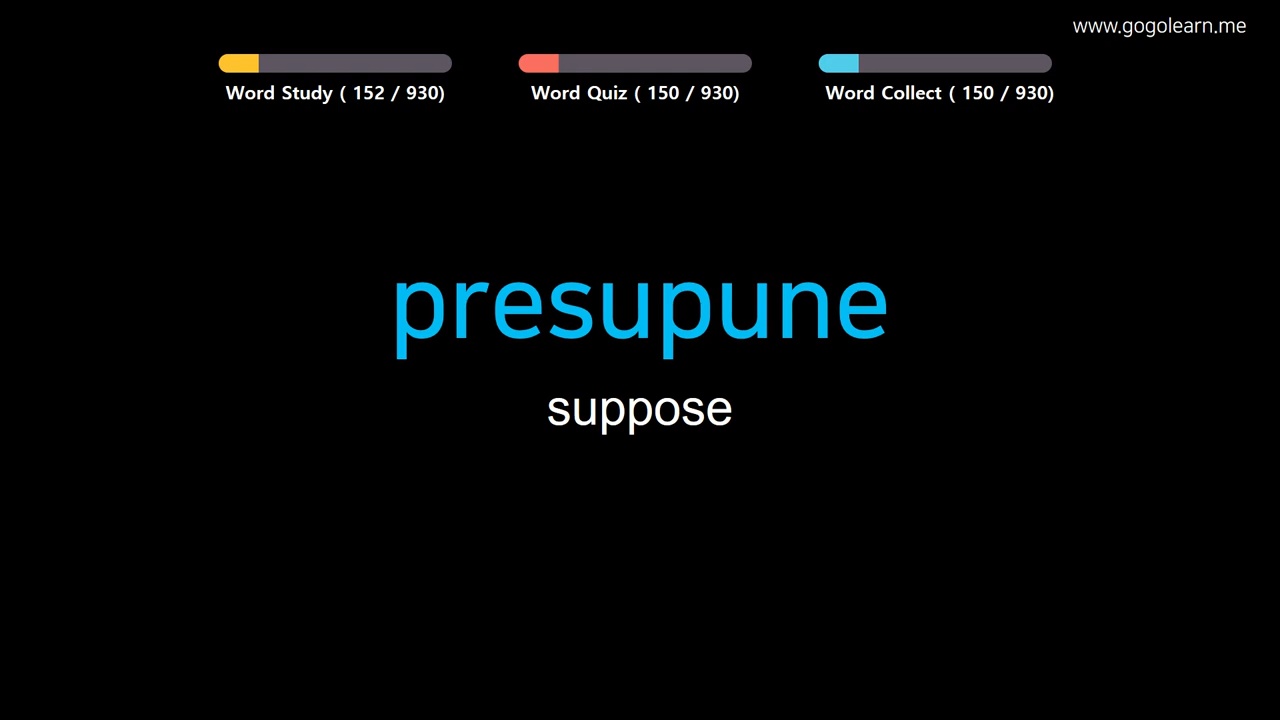 www.gogolearn.me
Word Study ( 152 / 930)
Word Quiz ( 150 / 930)
Word Collect ( 150 / 930)
presupune
suppose